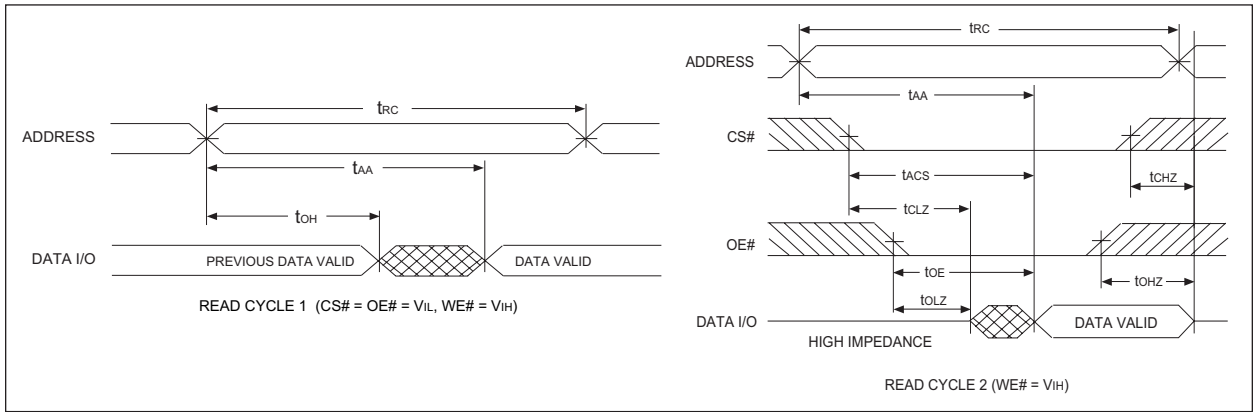 tRC
ADDRESS
tAA
tOH
DATA I/O
PREVIOUS DATA VALID
DATA VALID
READ CYCLE 1 (CS# = OE# = VIL, WE# = VIH)
tRC
ADDRESS
tAA
CS#
tACS
tCHZ
tCLZ
OE#
tOE
tOHZ
tOLZ
DATA I/O
DATA VALID
HIGH IMPEDANCE
READ CYCLE 2 (WE# = VIH)